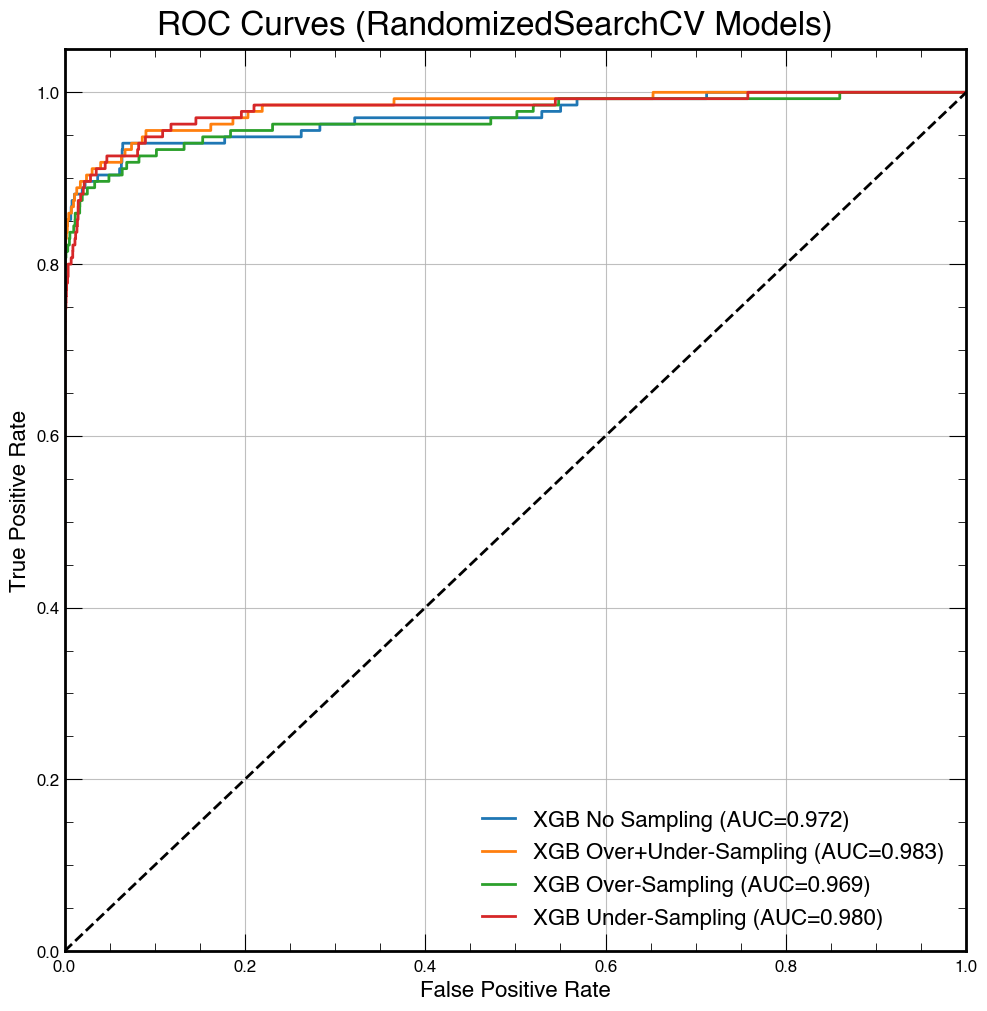 ROC Curves (RandomizedSearchCV Models)
1.0
0.8
0.6
0.4
0.2
0.0
True Positive Rate
XGB No Sampling (AUC=0.972)
XGB Over+Under-Sampling (AUC=0.983)
XGB Over-Sampling (AUC=0.969)
XGB Under-Sampling (AUC=0.980)
0.0 0.2 0.4 0.6 0.8 1.0
False Positive Rate